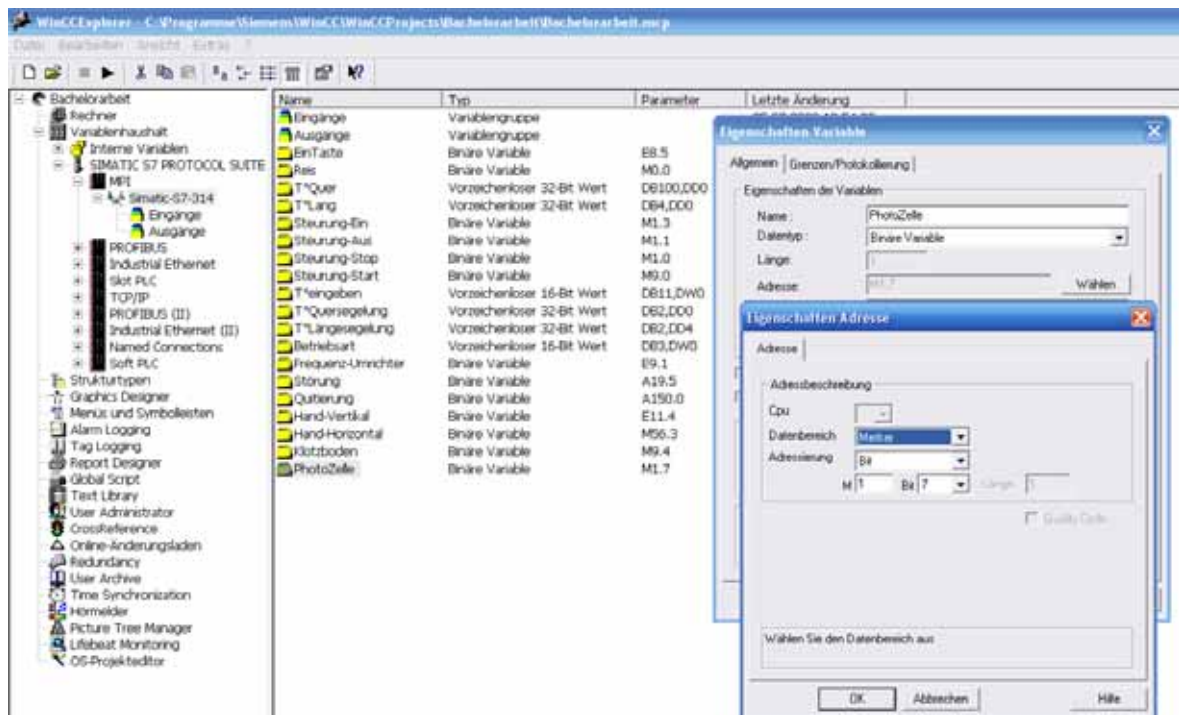 WinCCExplorer - C:\Programme\Siemens\WinCC\WinCCProjects\Bachelorarbeit\Bachelorarbeit.mcp
Datei Bearbeiten Ansicht Extras ?
Bachelorarbeit
Rechner
Variablenhaushalt
Interne Variablen
SIMATIC S7 PROTOCOL SUITE
MPI
Simatic-S7-314
Eingänge
Ausgänge
PROFIBUS
Industrial Ethernet
Slot PLC
TCP/IP
PROFIBUS (II)
Industrial Ethernet (II)
Named Connections
Soft PLC
Strukturtypen
Graphics Designer
Menüs und Symbolleisten
Alarm Logging
Tag Logging
Report Designer
Global Script
Text Library
User Administrator
CrossReference
Online-Änderungsladen
Redundancy
User Archive
Time Synchronization
Hornmelder
Picture Tree Manager
Lifebeat Monitoring
OS-Projekteditor
Name Typ Parameter Letzte Änderung
Eingänge Variablengruppe
Ausgänge Variablengruppe
EinTaste Binäre Variable E8.5
Reis Binäre Variable M0.0
T*Quer Vorzeichenloser 32-Bit Wert DB100,DD0
T*Lang Vorzeichenloser 32-Bit Wert DB4,DD0
Steurung-Ein Binäre Variable M1.3
Steurung-Aus Binäre Variable M1.1
Steurung-Stop Binäre Variable M1.0
Steurung-Start Binäre Variable M9.0
T*eingeben Vorzeichenloser 16-Bit Wert DB11,DW0
T*Quersegelung Vorzeichenloser 32-Bit Wert DB2,DD0
T*Längesegelung Vorzeichenloser 32-Bit Wert DB2,DD4
Betriebsart Vorzeichenloser 16-Bit Wert DB3,DW0
Frequenz-Umrichter Binäre Variable E9.1
Störung Binäre Variable A19.5
Quitierung Binäre Variable A150.0
Hand-Vertikal Binäre Variable E11.4
Hand-Horizontal Binäre Variable M56.3
Klotzboden Binäre Variable M9.4
PhotoZelle Binäre Variable M1.7
Eigenschaften Variable
Allgemein Grenzen/Protokollierung
Eigenschaften der Variablen
Name : PhotoZelle
Datentyp : Binäre Variable
Länge: 1
Adresse: M1.7 Wählen
Eigenschaften Adresse
Adresse
Adressbeschreibung
Cpu
Datenbereich Merker
Adressierung Bit
M 1 Bit 7 Länge
Quality Code
Wählen Sie den Datenbereich aus
OK Abbrechen Hilfe